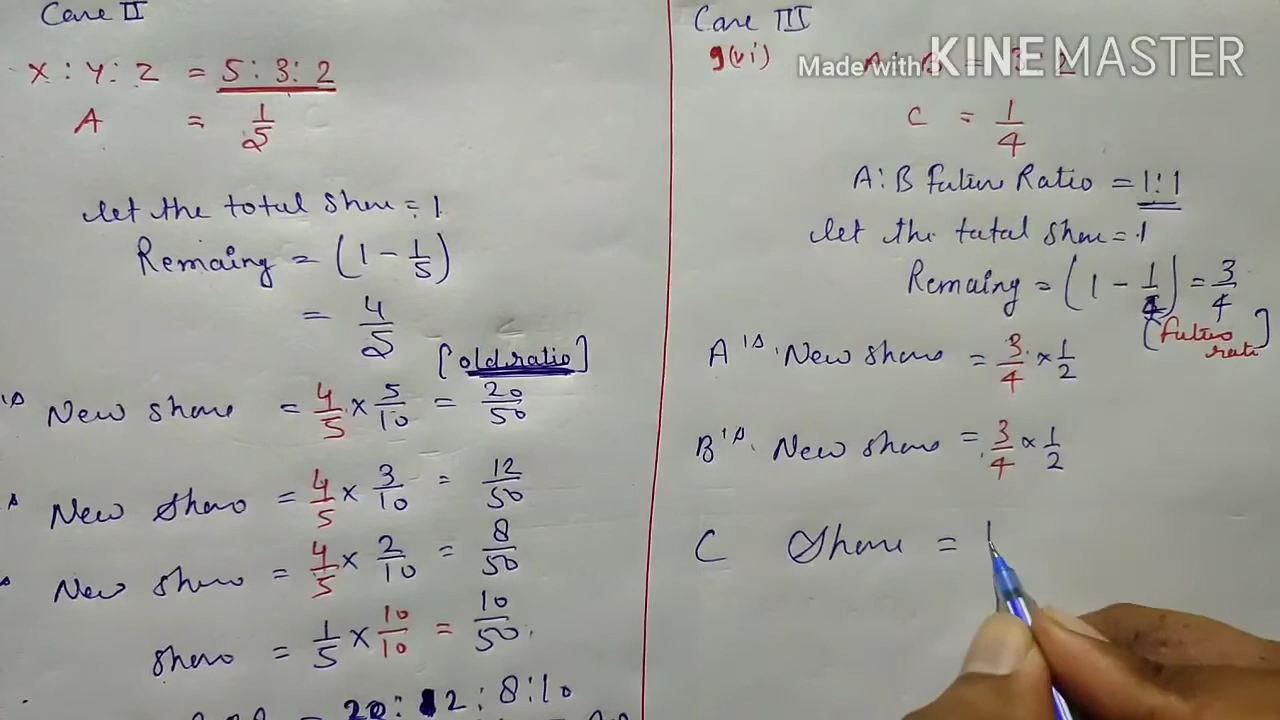 Case II
X : Y : Z = 5 : 3 : 2
A = 1/5
let the total share = 1
Remaing = (1 - 1/5)
= 4/5
[old ratio]
's New share = 4/5 × 5/10 = 20/50
s New share = 4/5 × 3/10 = 12/50
s New share = 4/5 × 2/10 = 8/50
share = 1/5 × 10/10 = 10/50
= 20 : 12 : 8 : 10
Case III
9(vi) A : B = 3 2
Made with KINEMASTER
C = 1/4
A : B future Ratio = 1 : 1
let the total share = 1
Remaing = (1 - 1/4) = 3/4
[future ratio]
A's New share = 3/4 × 1/2
B's New share = 3/4 × 1/2
C Share = 1